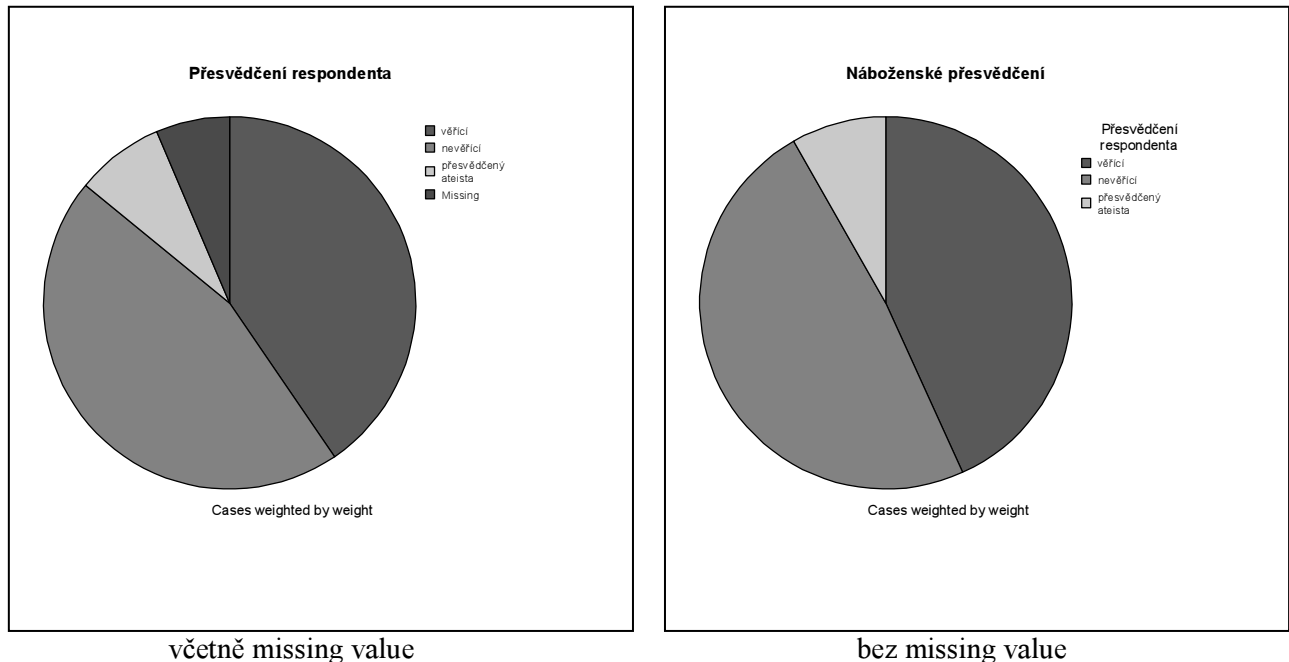 Přesvědčení respondenta
věřící
nevěřící
přesvědčený
ateista
Missing
Cases weighted by weight
včetně missing value
Náboženské přesvědčení
Přesvědčení
respondenta
věřící
nevěřící
přesvědčený
ateista
Cases weighted by weight
bez missing value